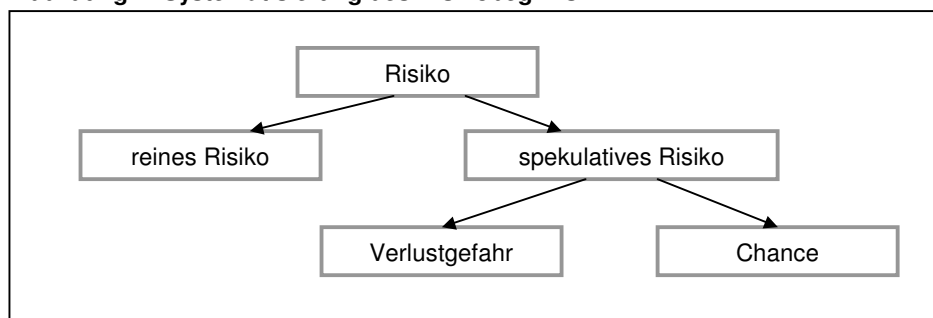 Risiko
reines Risiko
spekulatives Risiko
Verlustgefahr
Chance